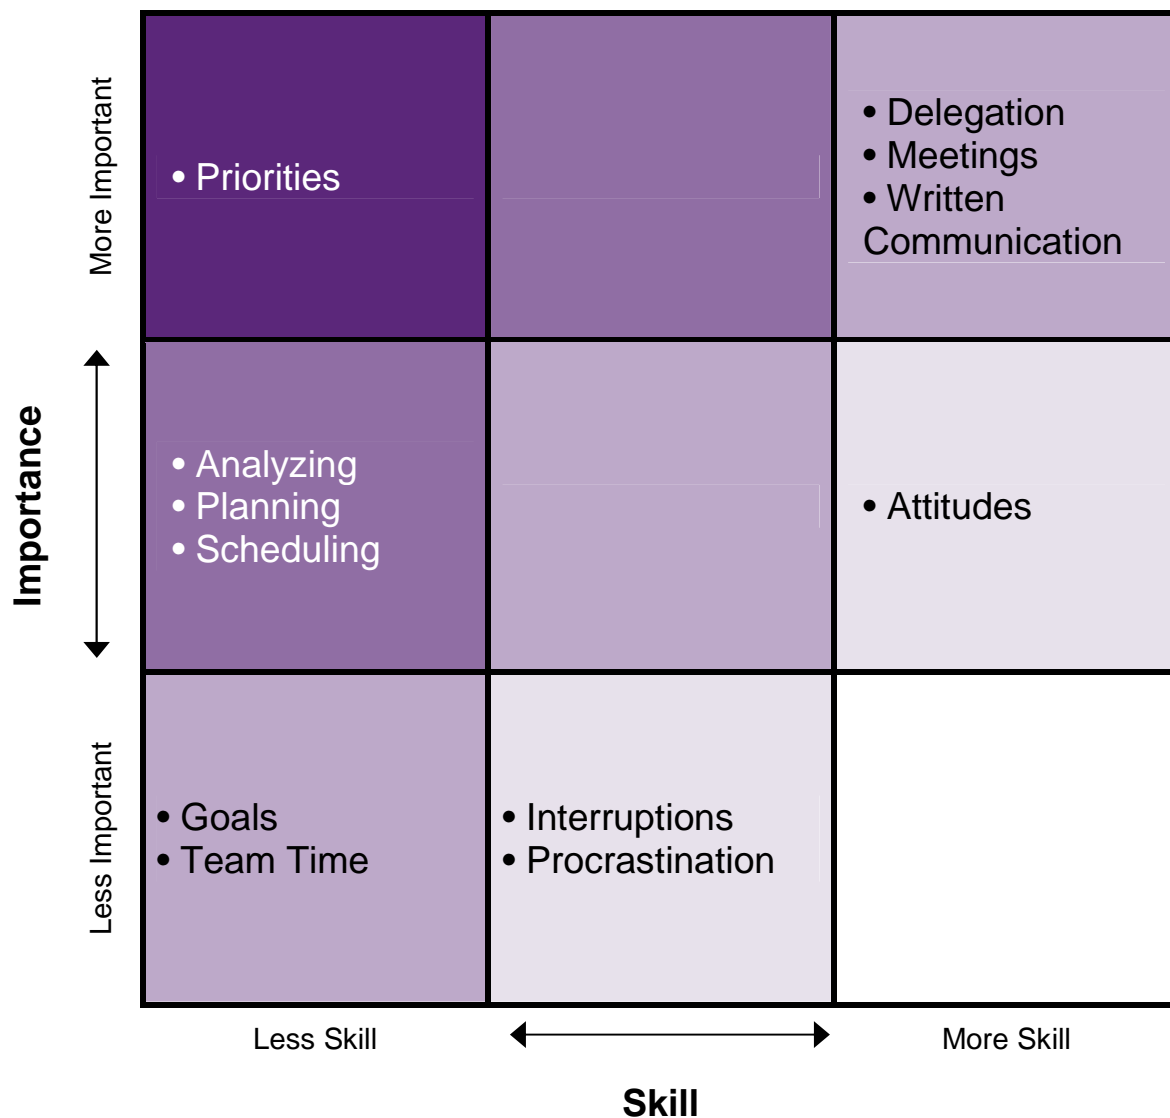 More Important
• Priorities
• Delegation
• Meetings
• Written
Communication
Importance
• Analyzing
• Planning
• Scheduling
• Attitudes
Less Important
• Goals
• Team Time
• Interruptions
• Procrastination
Less Skill
More Skill
Skill